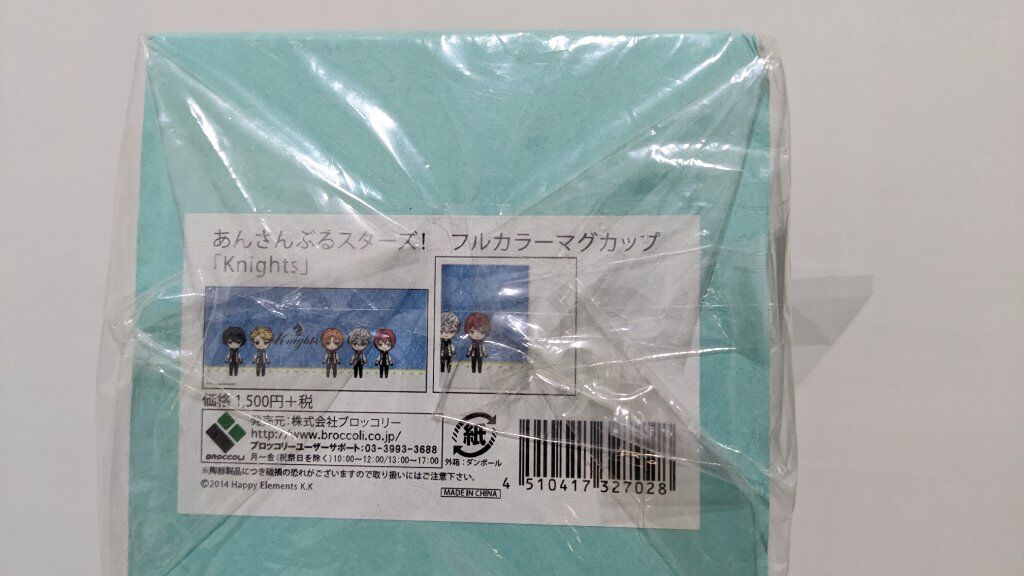 あんさんぶるスターズ!　フルカラーマグカップ
「Knights」
Knights
価格 1,500円+税
BROCCOLI
発売元:株式会社ブロッコリー
http://www.broccoli.co.jp/
ブロッコリーユーザーサポート:03-3993-3688
月〜金(祝祭日を除く)10:00〜12:00/13:00〜17:00
※陶器製品につき破損の恐れがございますので取り扱いにはご注意下さい。
©2014 Happy Elements K.K
紙
外箱:ダンボール
MADE IN CHINA
4 510417 327028